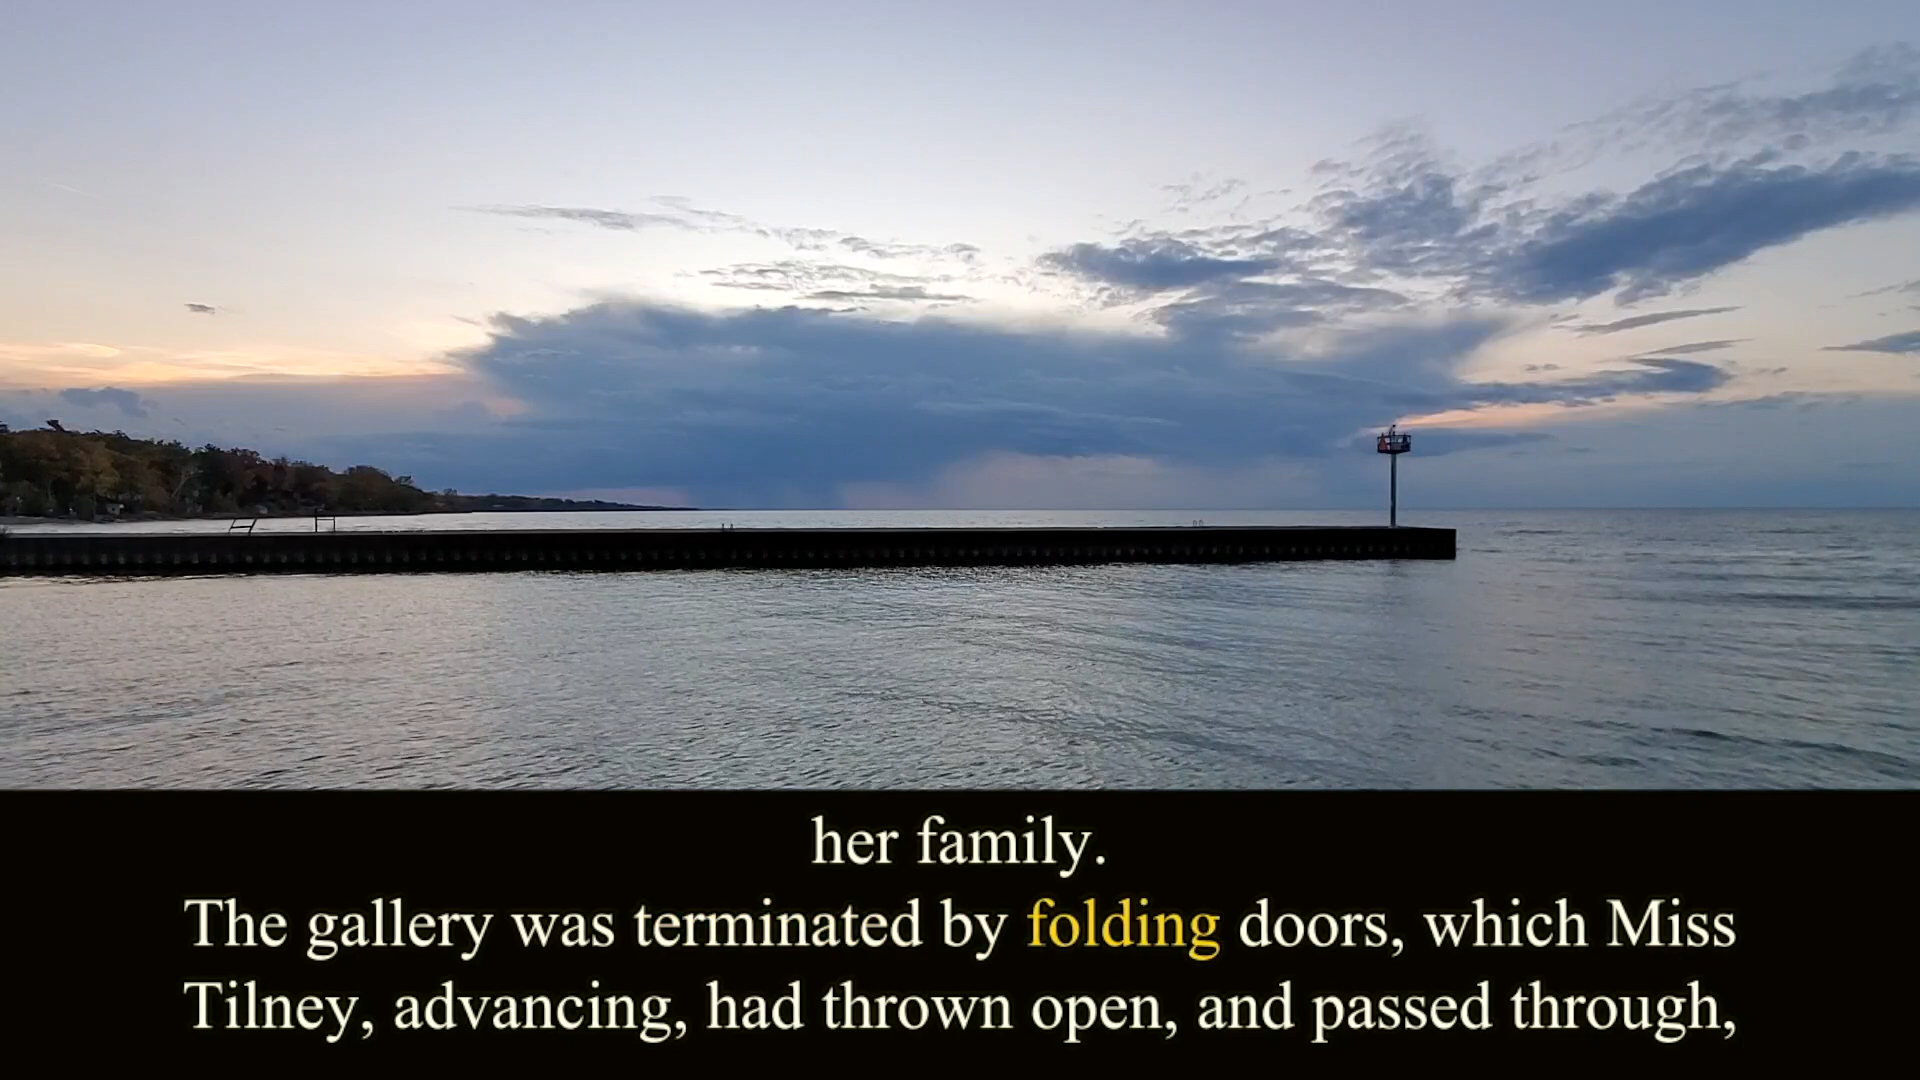 her family.
The gallery was terminated by folding doors, which Miss
Tilney, advancing, had thrown open, and passed through,